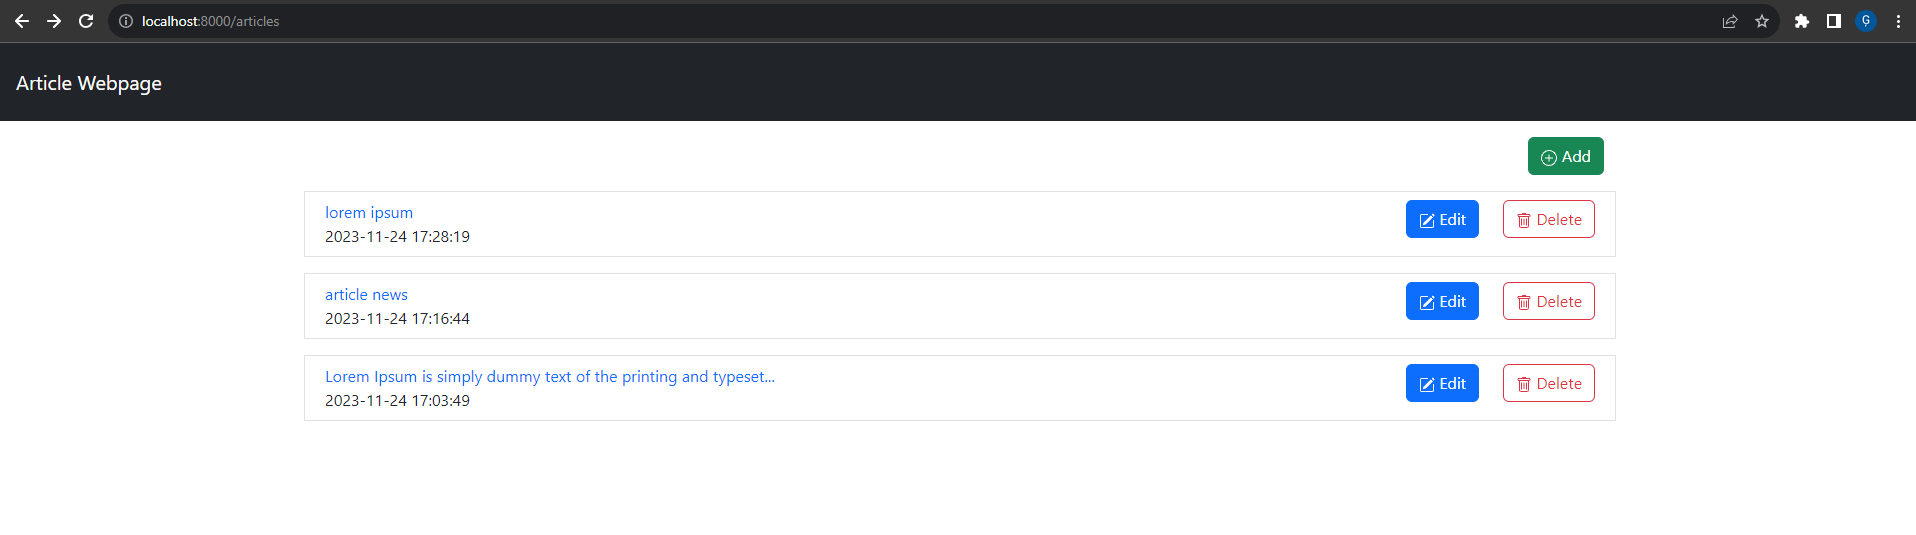 localhost:8000/articles
Ģ
Article Webpage
Add
lorem ipsum
2023-11-24 17:28:19
Edit
Delete
article news
2023-11-24 17:16:44
Edit
Delete
Lorem Ipsum is simply dummy text of the printing and typeset...
2023-11-24 17:03:49
Edit
Delete